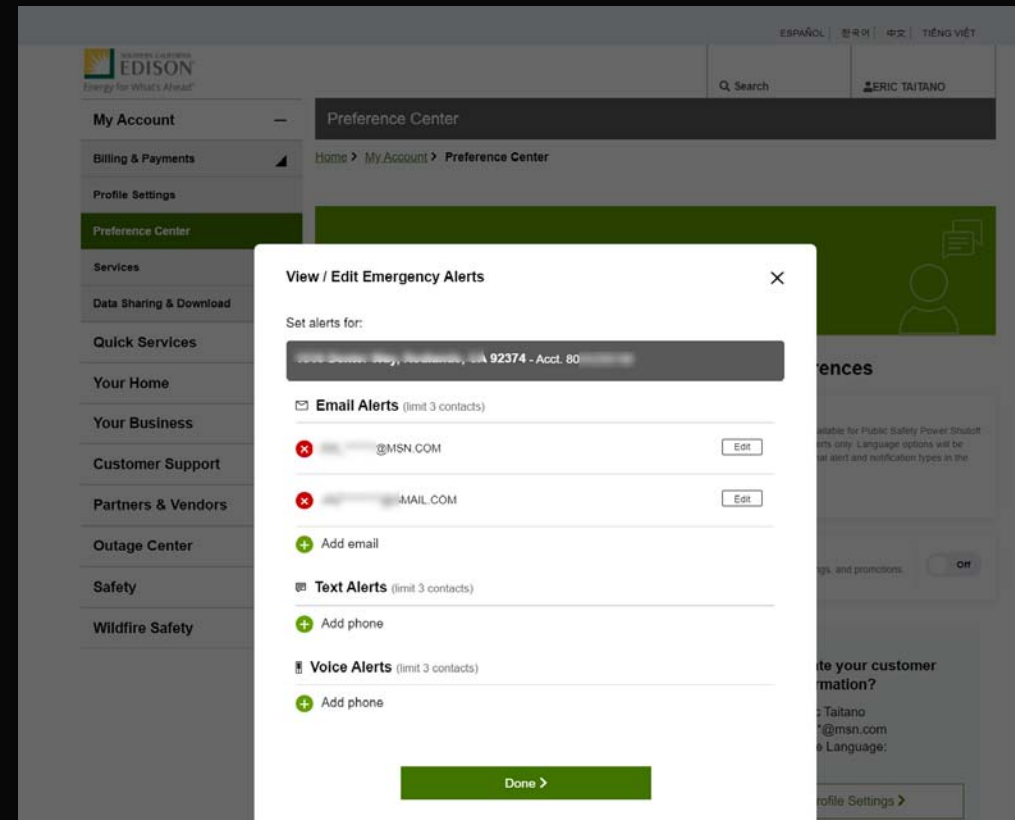 ESPAÑOL | 한국어 | 中文 | TIẾNG VIỆT
SOUTHERN CALIFORNIA
EDISON
Energy for What's Ahead
Search
ERIC TAITANO
My Account
Preference Center
Billing & Payments
Home > My Account > Preference Center
Profile Settings
Preference Center
Services
Data Sharing & Download
Quick Services
Your Home
Your Business
Customer Support
Partners & Vendors
Outage Center
Safety
Wildfire Safety
View / Edit Emergency Alerts
Set alerts for:
92374 - Acct. 80
Email Alerts (limit 3 contacts)
@MSN.COM
Edit
MAIL.COM
Edit
Add email
Text Alerts (limit 3 contacts)
Add phone
Voice Alerts (limit 3 contacts)
Add phone
Done >
rences
ailable for Public Safety Power Shutoff
erts only. Language options will be
nal alert and notification types in the
ngs, and promotions.
Off
te your customer
rmation?
c Taitano
*@msn.com
e Language:
rofile Settings >